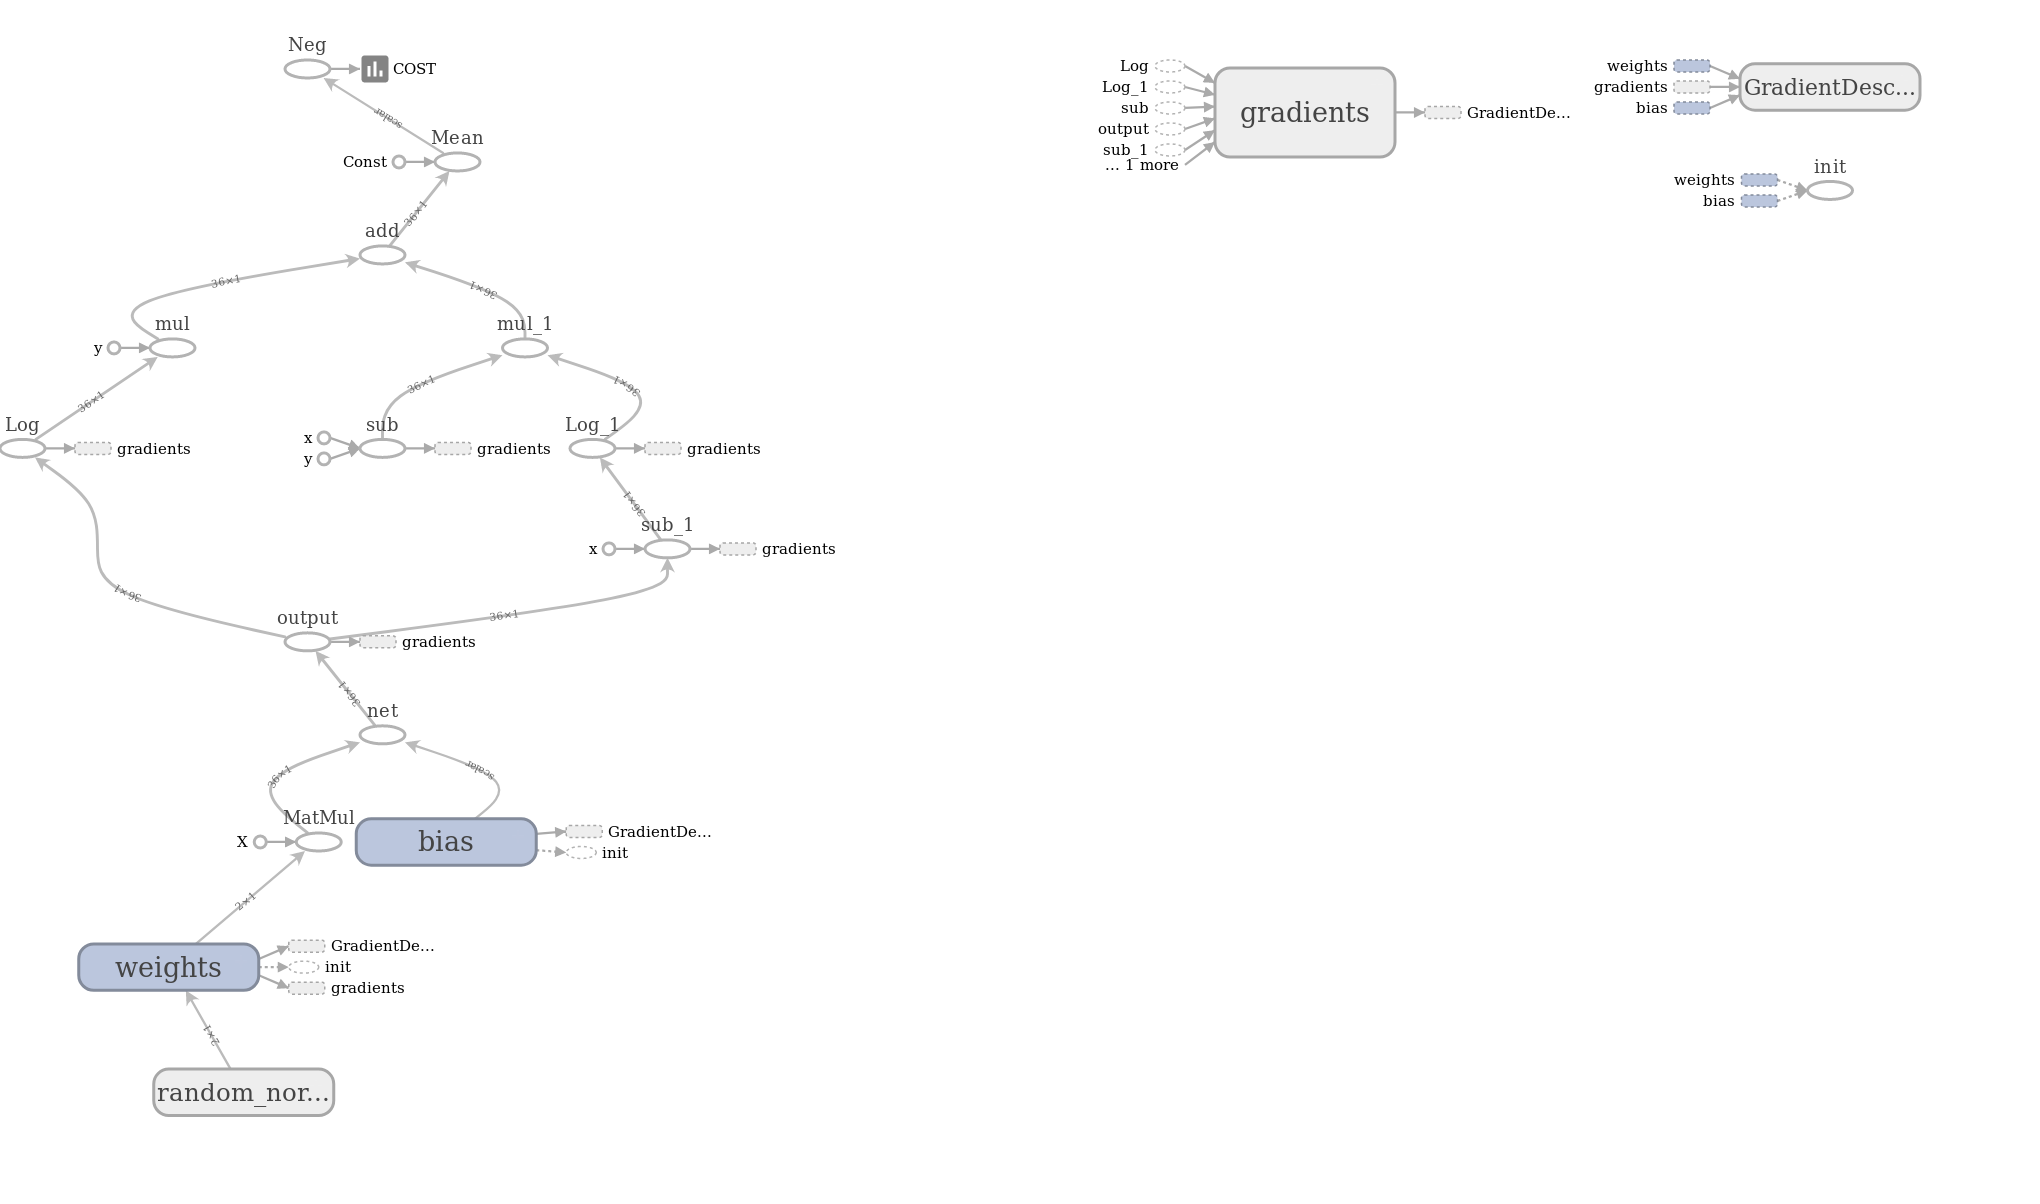 Neg
COST
scalar
Mean
Const
36×1
add
36×1
36×1
mul
mul_1
y
36×1
36×1
36×1
Log
gradients
x
y
sub
gradients
Log_1
gradients
36×1
sub_1
x
gradients
36×1
36×1
output
gradients
36×1
net
36×1
scalar
MatMul
X
bias
GradientDe...
init
2×1
weights
GradientDe...
init
gradients
2×1
random_nor...
Log
Log_1
sub
output
sub_1
... 1 more
gradients
GradientDe...
weights
gradients
bias
GradientDesc...
init
weights
bias